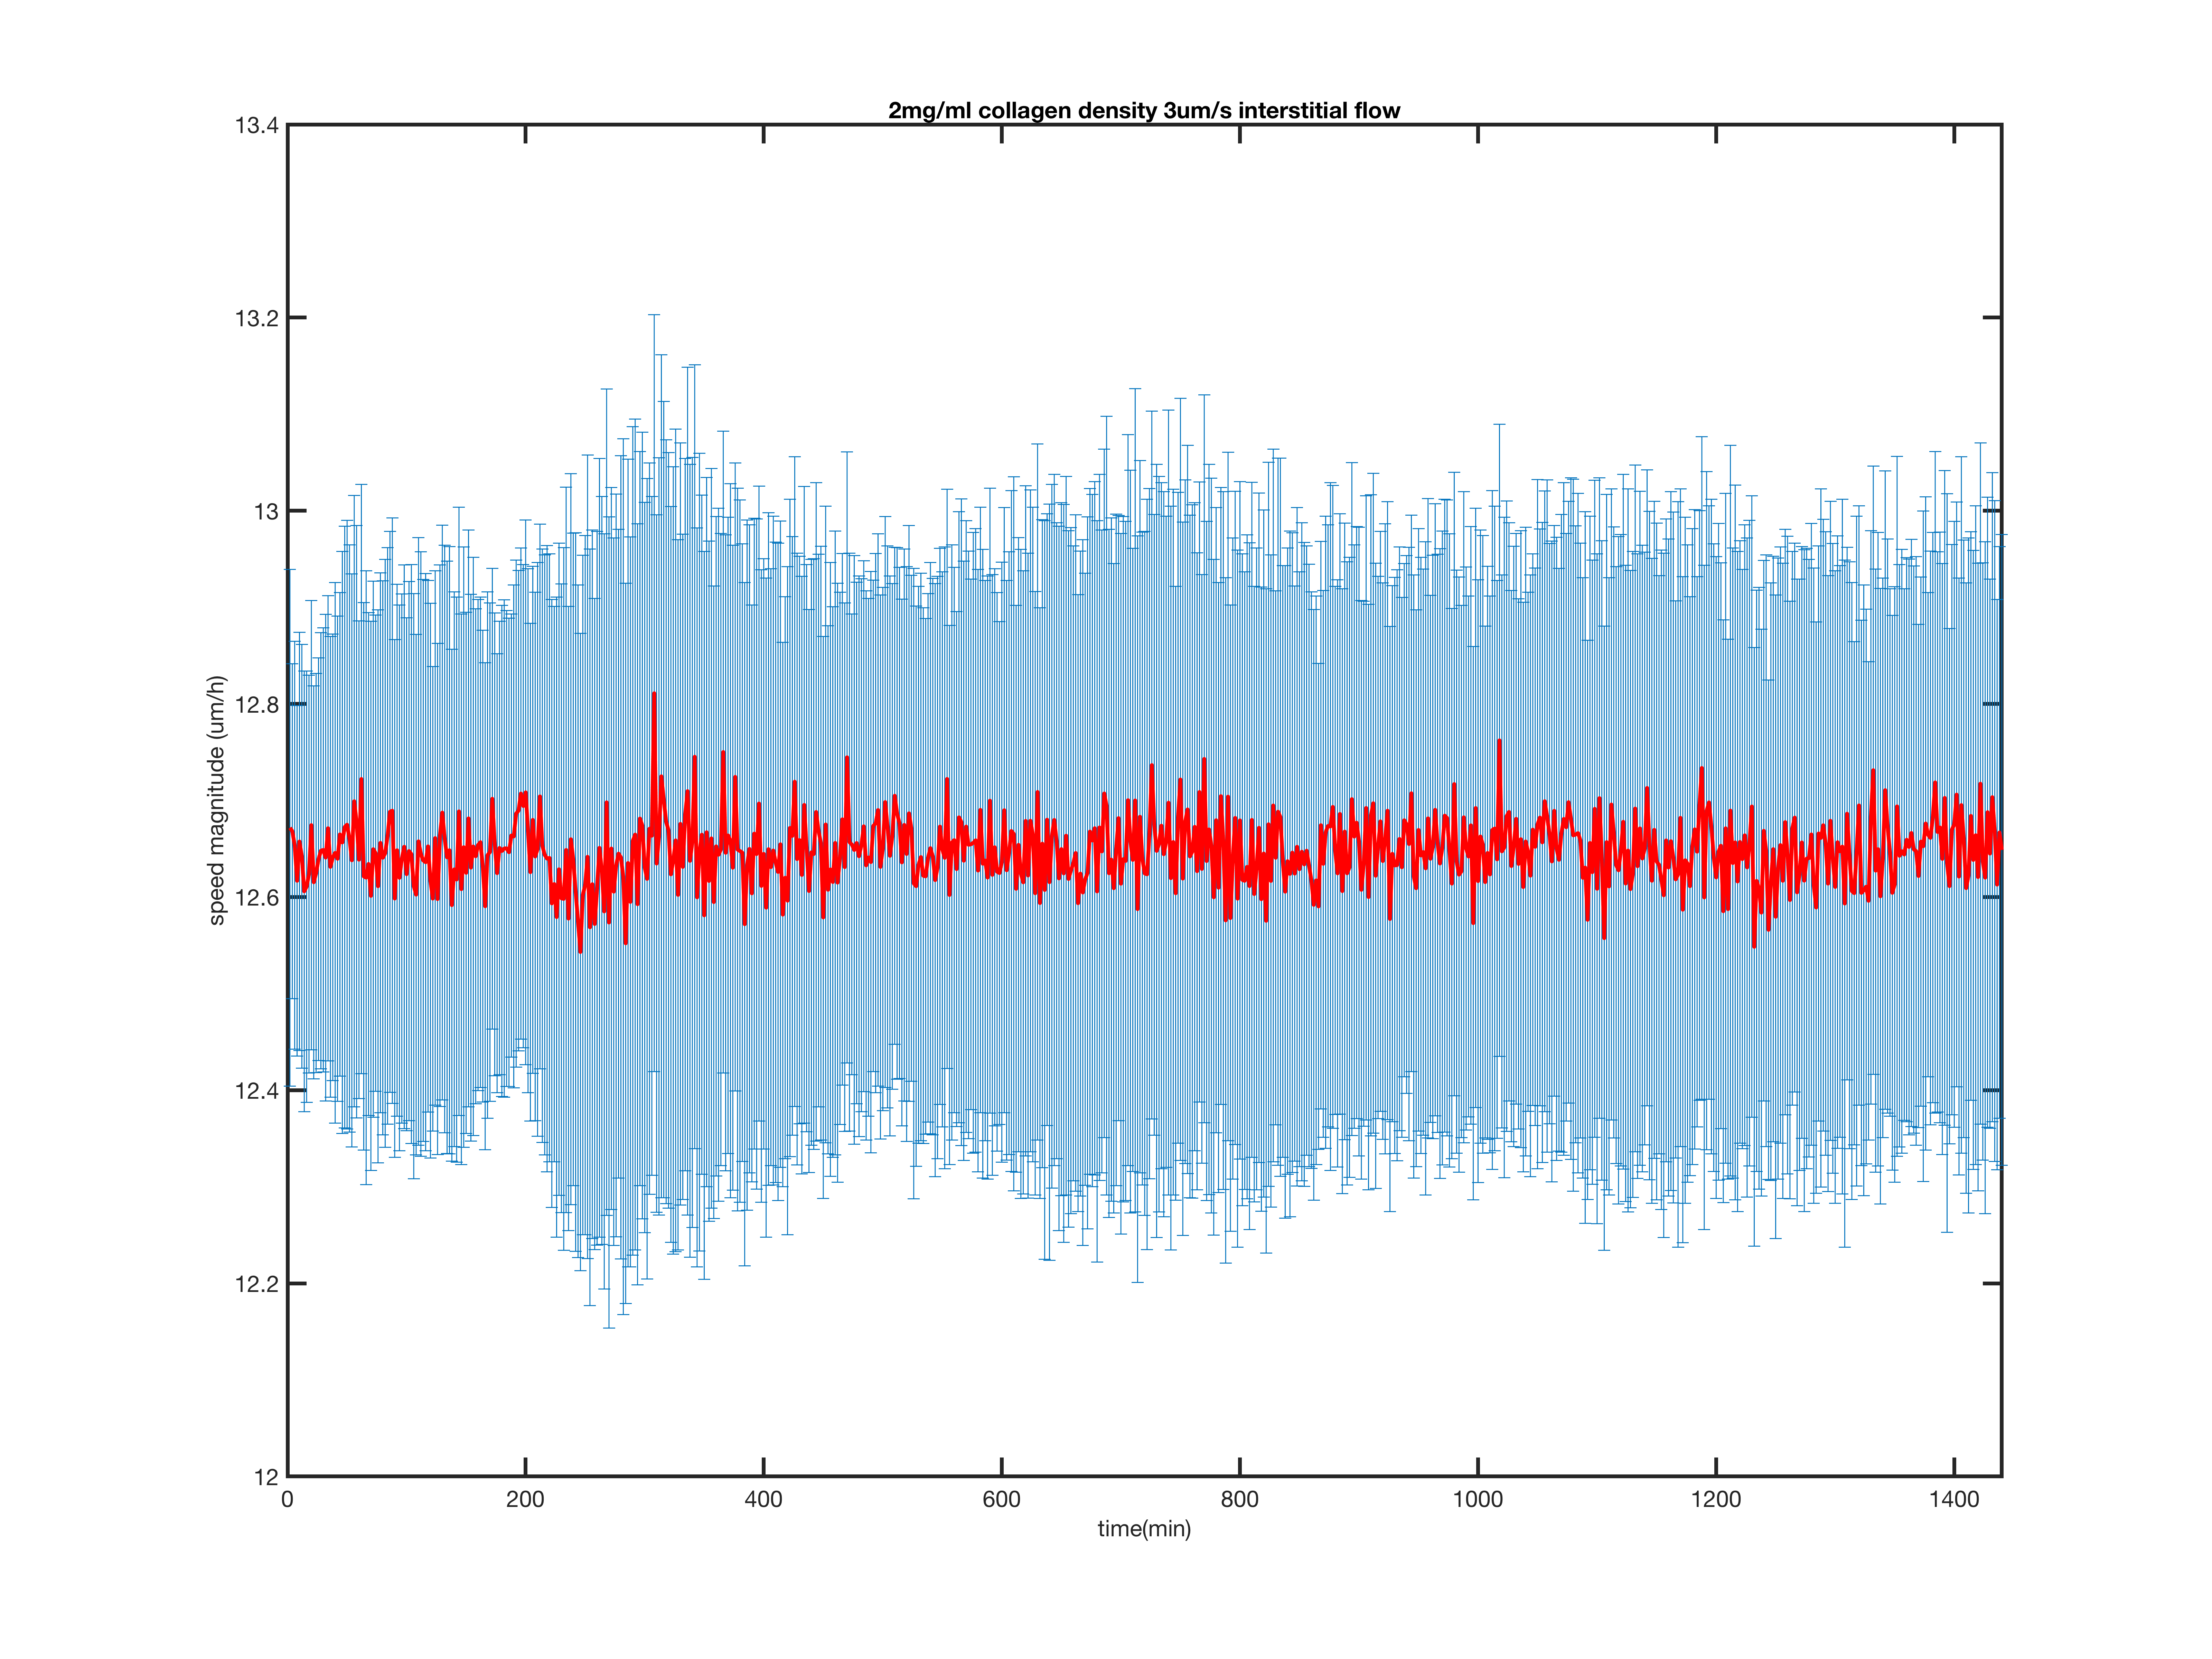 2mg/ml collagen density 3um/s interstitial flow
13.4
13.2
13
12.8
12.6
12.4
12.2
12
speed magnitude (um/h)
0 200 400 600 800 1000 1200 1400
time(min)